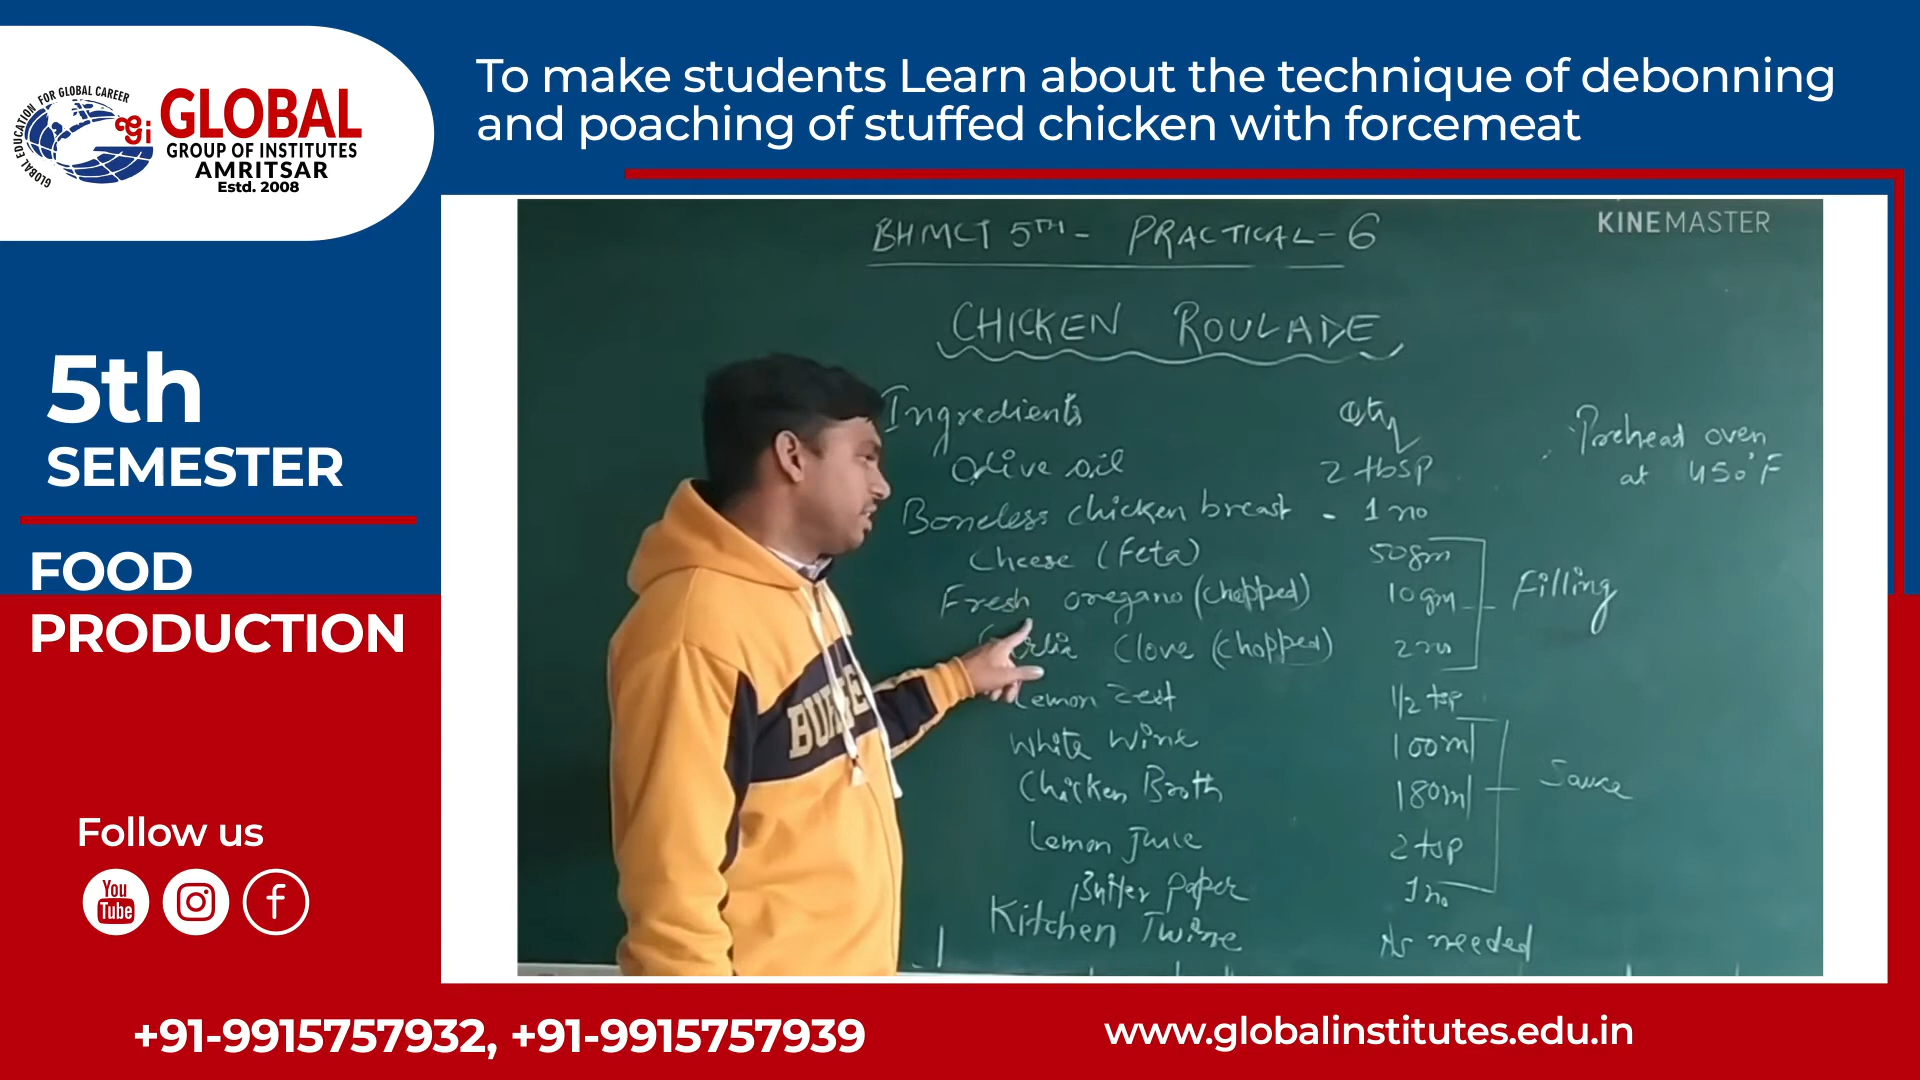 GLOBAL EDUCATION FOR GLOBAL CAREER
ggi
GLOBAL
GROUP OF INSTITUTES
AMRITSAR
Estd. 2008
To make students Learn about the technique of debonning
and poaching of stuffed chicken with forcemeat
5th
SEMESTER
FOOD
PRODUCTION
Follow us
You
Tube
f
KINEMASTER
BHMCT 5TH - PRACTICAL - 6
CHICKEN ROULADE
Ingredients Qty
Olive oil 2 tbsp
Boneless chicken breast - 1 no
Cheese (Feta) 50gm
Fresh oregano (chopped) 10gm
Clove (chopped) 2 no
Filling
Lemon Zest 1/2 tsp
White Wine 100ml
Chicken Broth 180ml
Lemon Juice 2 tsp
Sauce
Butter Paper 1 no
Kitchen Twine As needed
Preheat oven
at 450°F
+91-9915757932, +91-9915757939
www.globalinstitutes.edu.in